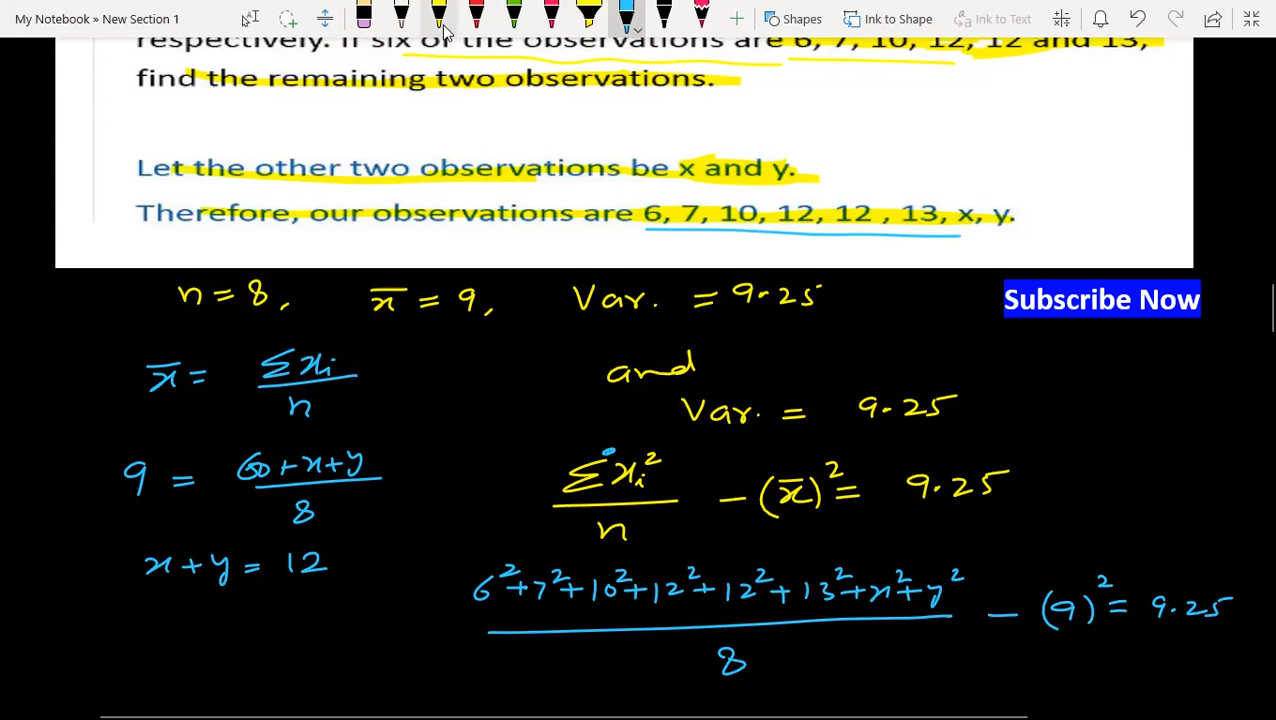 My Notebook » New Section 1
Shapes
Ink to Shape
Ink to Text
respectively. If six of the observations are 6, 7, 10, 12, 12 and 13,
find the remaining two observations.
Let the other two observations be x and y.
Therefore, our observations are 6, 7, 10, 12, 12 , 13, x, y.
n = 8, x̅ = 9, Var. = 9.25
Subscribe Now
x̅ = Σxi / n
and
Var. = 9.25
9 = 60+x+y / 8
Σxi² / n - (x̅)² = 9.25
x+y = 12
6²+7²+10²+12²+12²+13²+x²+y² / 8 - (9)² = 9.25